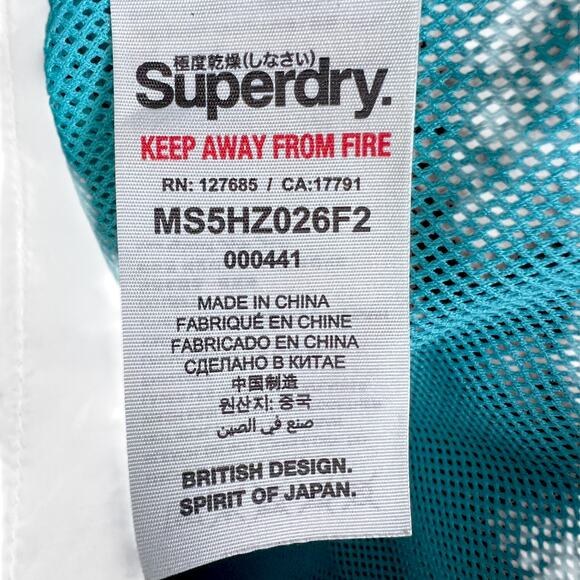 極度乾燥(しなさい)
Superdry.
KEEP AWAY FROM FIRE
RN: 127685 / CA:17791
MS5HZ026F2
000441
MADE IN CHINA
FABRIQUÉ EN CHINE
FABRICADO EN CHINA
СДЕЛАНО В КИТАЕ
中国制造
원산지: 중국
صنع في الصين
BRITISH DESIGN.
SPIRIT OF JAPAN.